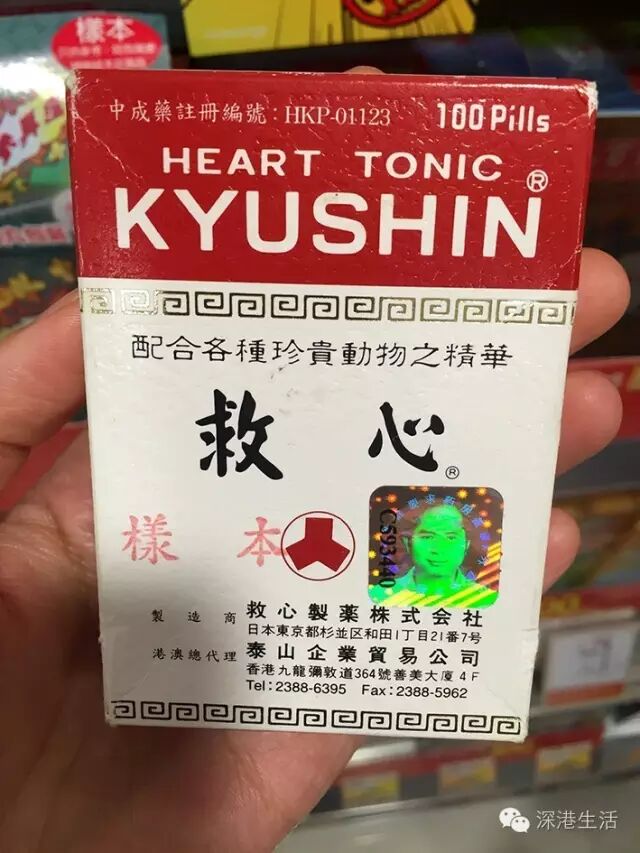 樣本
中成藥註冊編號：HKP-01123 100Pills
HEART TONIC
KYUSHIN®
配合各種珍貴動物之精華
救心®
樣本
C593440
製造商 救心製薬株式会社
日本東京都杉並区和田1丁目21番7号
港澳總代理 泰山企業貿易公司
香港九龍彌敦道364號善美大廈4F
Tel:2388-6395 Fax:2388-5962
深港生活